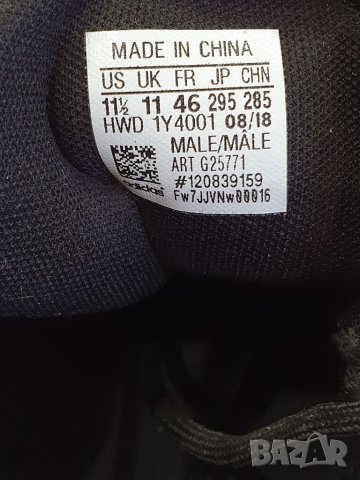 MADE IN CHINA
US UK FR JP CHN
11½ 11 46 295 285
HWD 1Y4001 08/18
MALE/MÂLE
ART G25771
#120839159
Fw7JJVNw00016
adidas
BAZAR